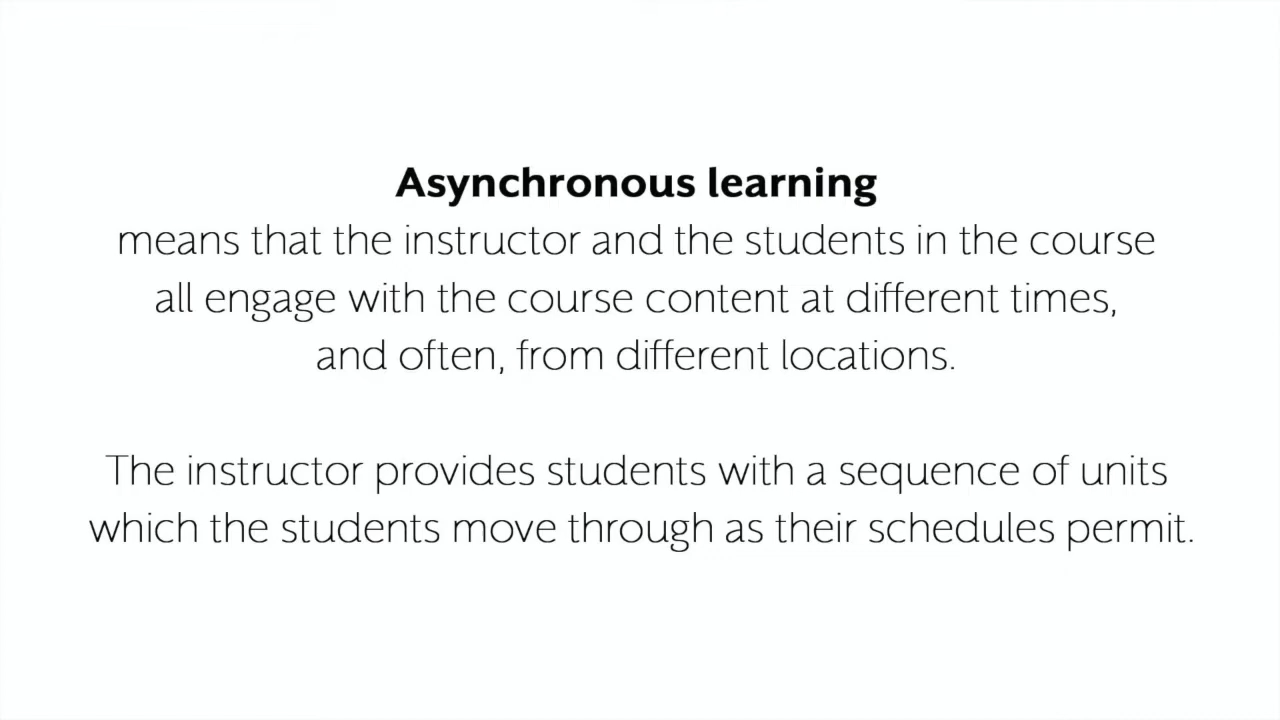 Asynchronous learning
means that the instructor and the students in the course
all engage with the course content at different times,
and often, from different locations.
The instructor provides students with a sequence of units
which the students move through as their schedules permit.